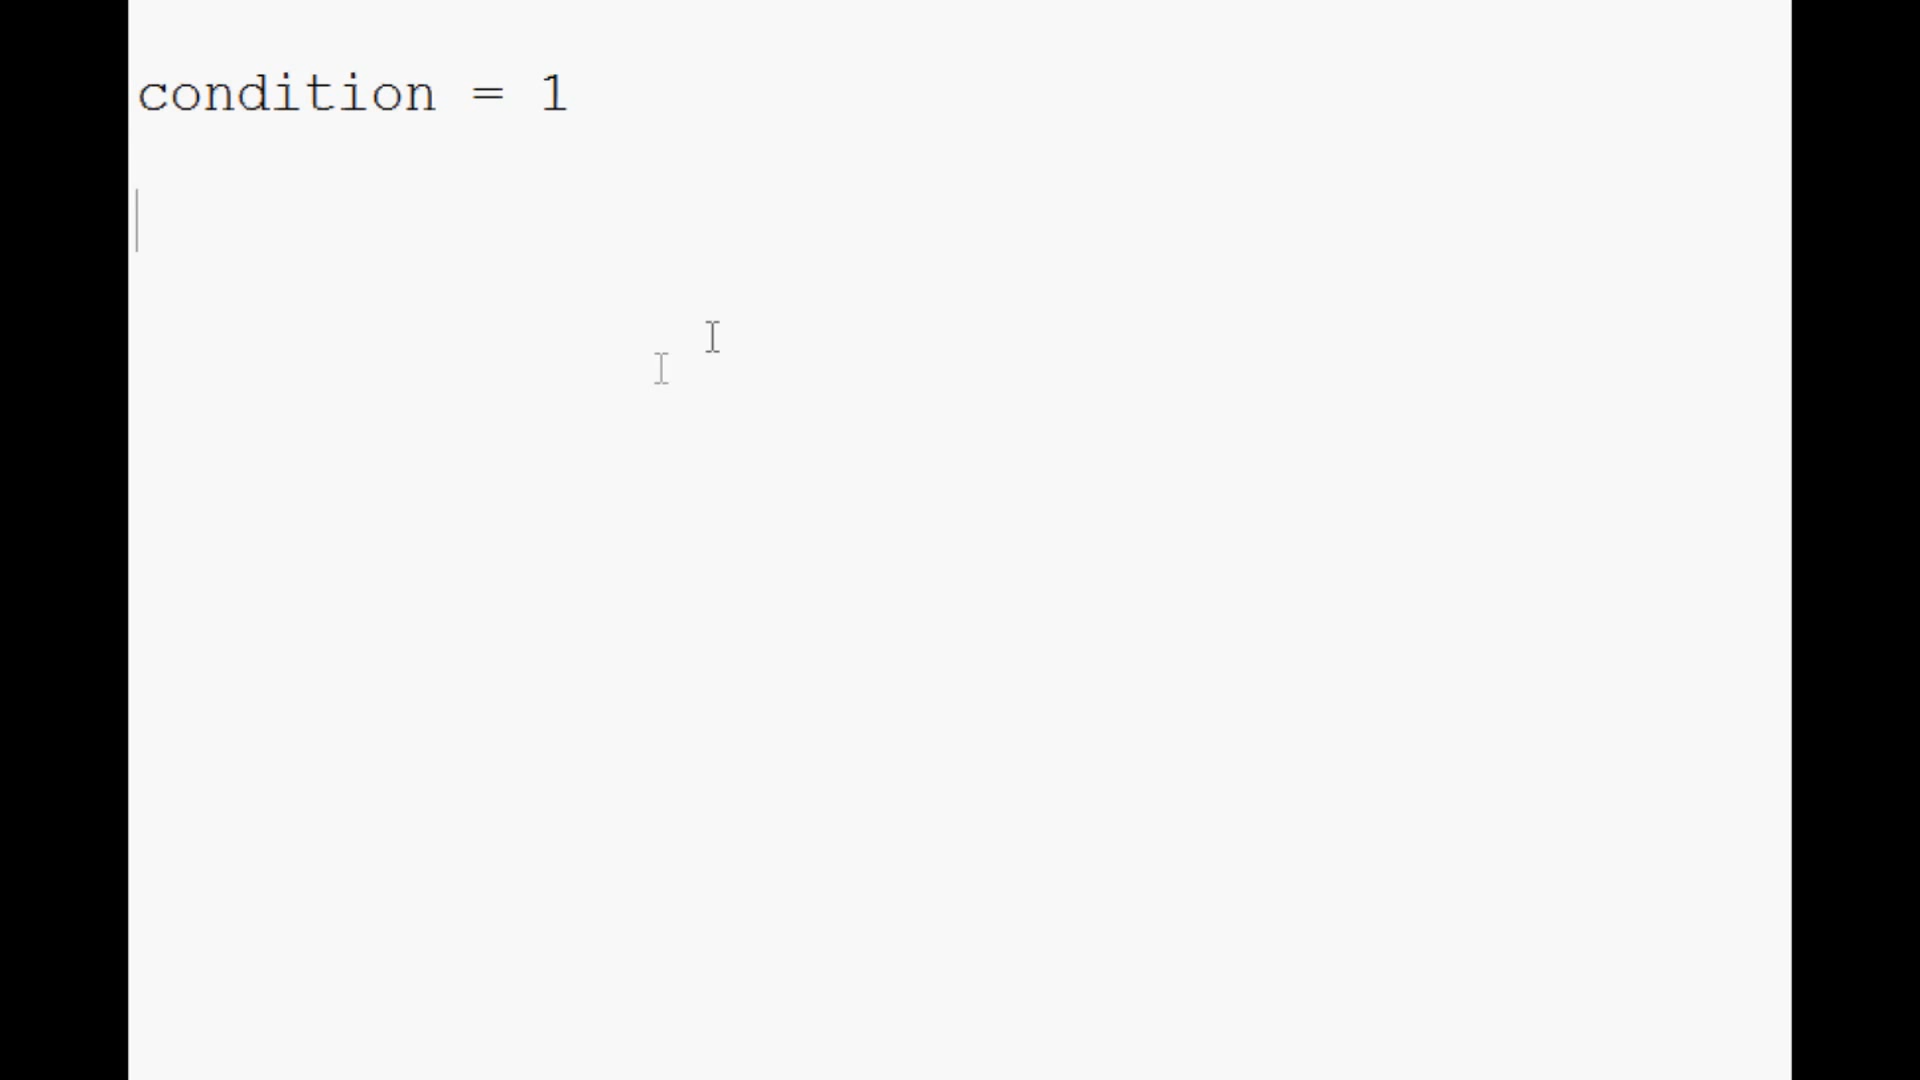 condition = 1